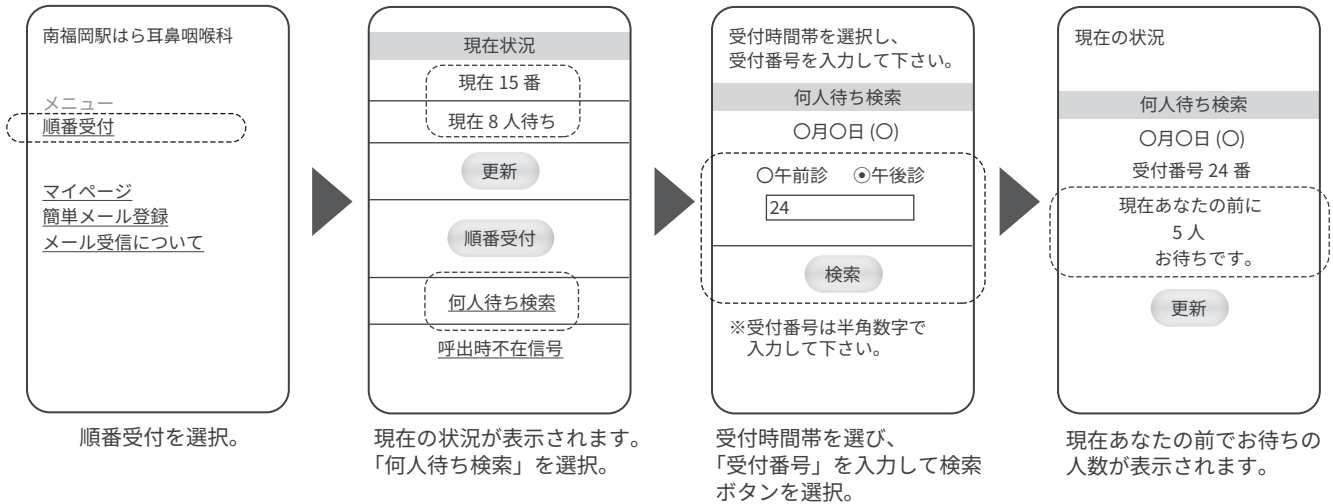 南福岡駅はら耳鼻咽喉科
メニュー
順番受付
マイページ
簡単メール登録
メール受信について
順番受付を選択。
現在状況
現在 15 番
現在 8 人待ち
更新
順番受付
何人待ち検索
呼出時不在信号
現在の状況が表示されます。
「何人待ち検索」を選択。
受付時間帯を選択し、
受付番号を入力して下さい。
何人待ち検索
〇月〇日 (〇)
○午前診 ◉午後診
24
検索
※受付番号は半角数字で
入力して下さい。
受付時間帯を選び、
「受付番号」を入力して検索
ボタンを選択。
現在の状況
何人待ち検索
〇月〇日 (〇)
受付番号 24 番
現在あなたの前に
5 人
お待ちです。
更新
現在あなたの前でお待ちの
人数が表示されます。